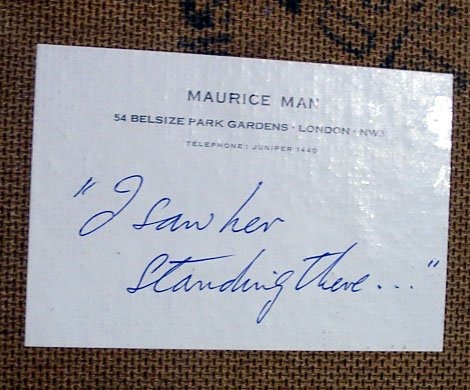 MAURICE MAN
54 BELSIZE PARK GARDENS · LONDON · NW3
TELEPHONE: JUNIPER 1440
"I saw her
standing there..."